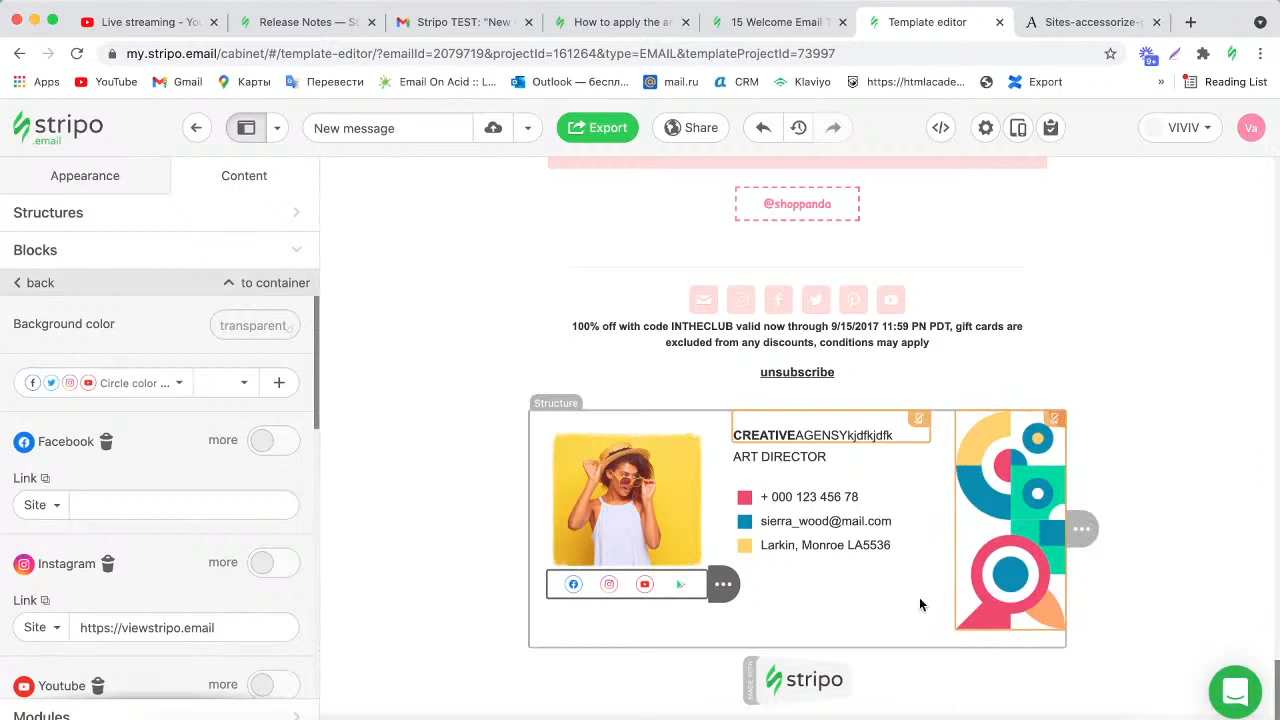 Live streaming - You
Release Notes — St
Stripo TEST: "New
How to apply the a
15 Welcome Email T
Template editor
Sites-accessorize-
my.stripo.email/cabinet/#/template-editor/?emailId=2079719&projectId=161264&type=EMAIL&templateProjectId=73997
9+
Apps YouTube Gmail Карты Перевести Email On Acid :: L... Outlook — беспл... mail.ru CRM Klaviyo https://htmlacade... Export » Reading List
stripo
.email
New message
Export
Share
VIVIV
Va
Appearance
Content
Structures
Blocks
back
to container
Background color
transparent
Circle color ...
Facebook
more
Link
Site
Instagram
more
Link
Site
https://viewstripo.email
Youtube
more
Modules
@shoppanda
100% off with code INTHECLUB valid now through 9/15/2017 11:59 PN PDT, gift cards are
excluded from any discounts, conditions may apply
unsubscribe
Structure
CREATIVEAGENSYkjdfkjdfk
ART DIRECTOR
+ 000 123 456 78
sierra_wood@mail.com
Larkin, Monroe LA5536
MADE WITH
stripo